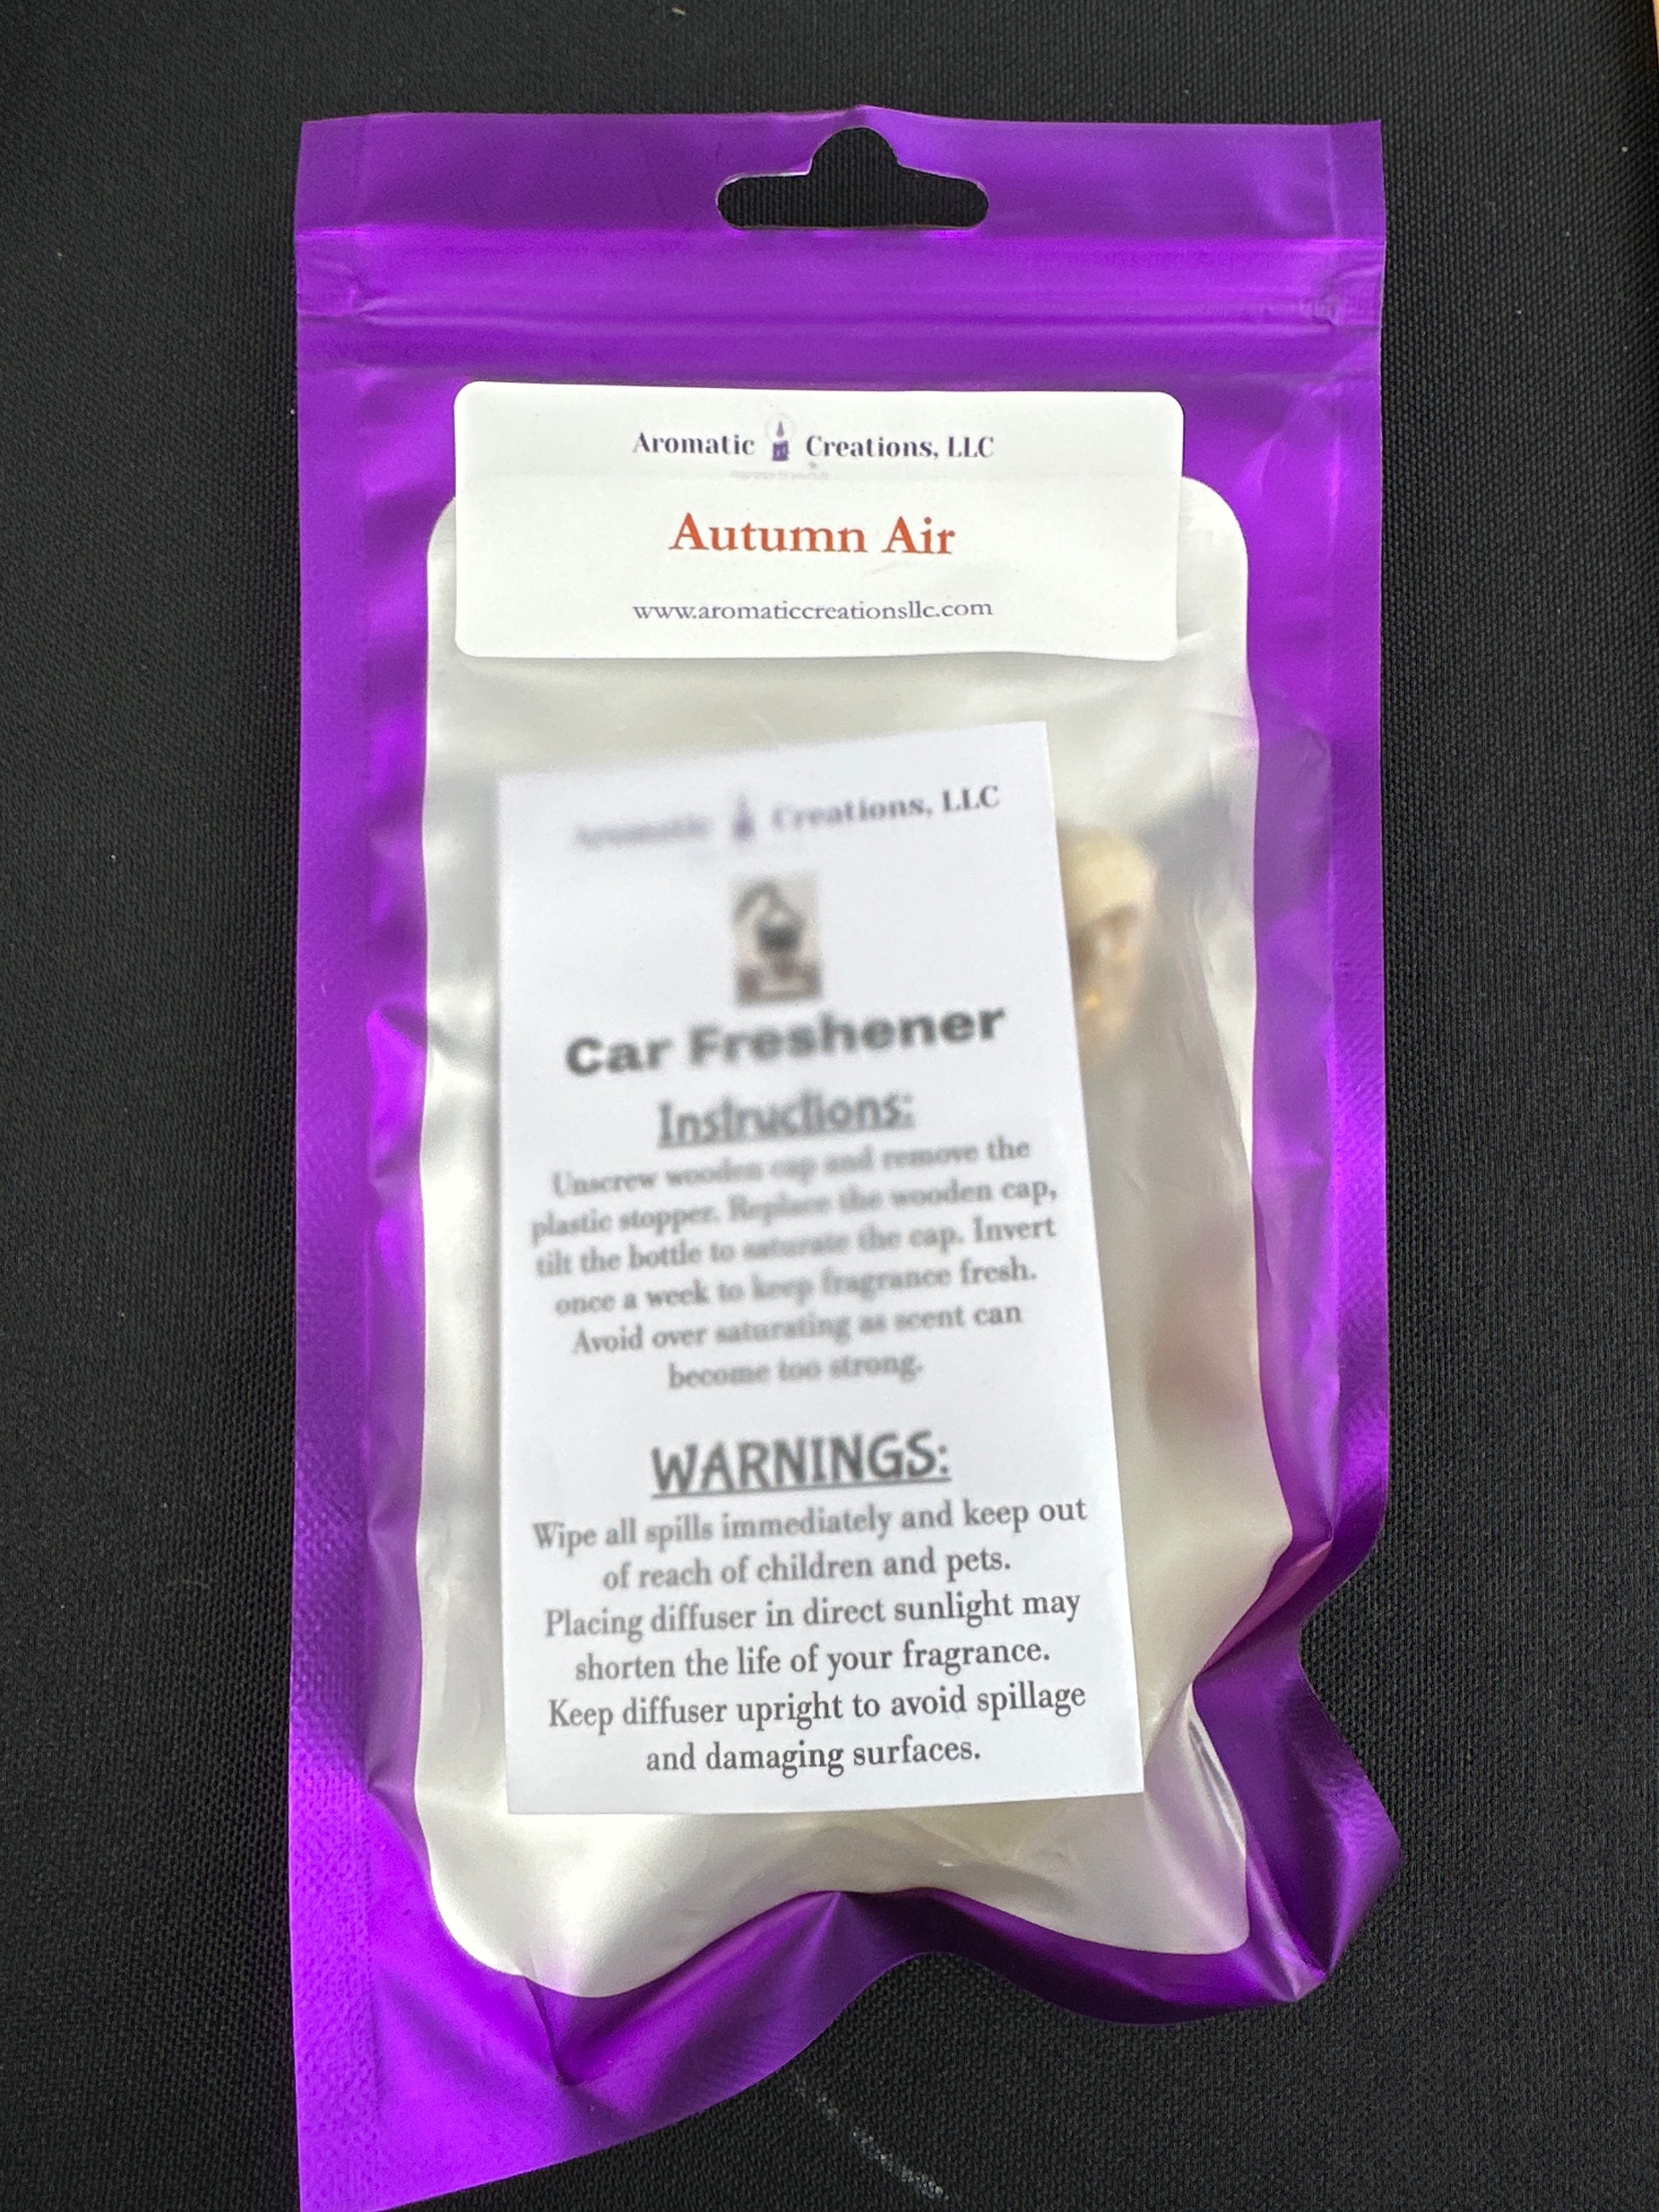 Aromatic Creations, LLC
Autumn Air
www.aromaticcreationsllc.com
Aromatic Creations, LLC
Car Freshener
Instructions:
Unscrew wooden cap and remove the
plastic stopper. Replace the wooden cap,
tilt the bottle to saturate the cap. Invert
once a week to keep fragrance fresh.
Avoid over saturating as scent can
become too strong.
WARNINGS:
Wipe all spills immediately and keep out
of reach of children and pets.
Placing diffuser in direct sunlight may
shorten the life of your fragrance.
Keep diffuser upright to avoid spillage
and damaging surfaces.